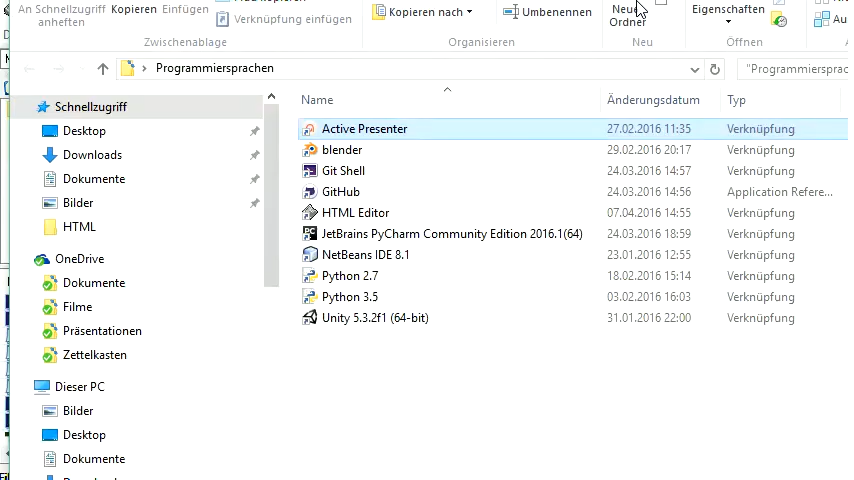 An Schnellzugriff anheften Kopieren Einfügen
Verknüpfung einfügen
Kopieren nach
Umbenennen
Ordner
Eigenschaften
Zwischenablage Organisieren Neu Öffnen
Programmiersprachen
Schnellzugriff
Desktop
Downloads
Dokumente
Bilder
HTML
OneDrive
Dokumente
Filme
Präsentationen
Zettelkasten
Dieser PC
Bilder
Desktop
Dokumente
Name Änderungsdatum Typ
Active Presenter 27.02.2016 11:35 Verknüpfung
blender 29.02.2016 20:17 Verknüpfung
Git Shell 24.03.2016 14:57 Verknüpfung
GitHub 24.03.2016 14:56 Application Refere...
HTML Editor 07.04.2016 14:55 Verknüpfung
JetBrains PyCharm Community Edition 2016.1(64) 24.03.2016 18:59 Verknüpfung
NetBeans IDE 8.1 23.01.2016 12:55 Verknüpfung
Python 2.7 18.02.2016 15:14 Verknüpfung
Python 3.5 03.02.2016 16:03 Verknüpfung
Unity 5.3.2f1 (64-bit) 31.01.2016 22:00 Verknüpfung